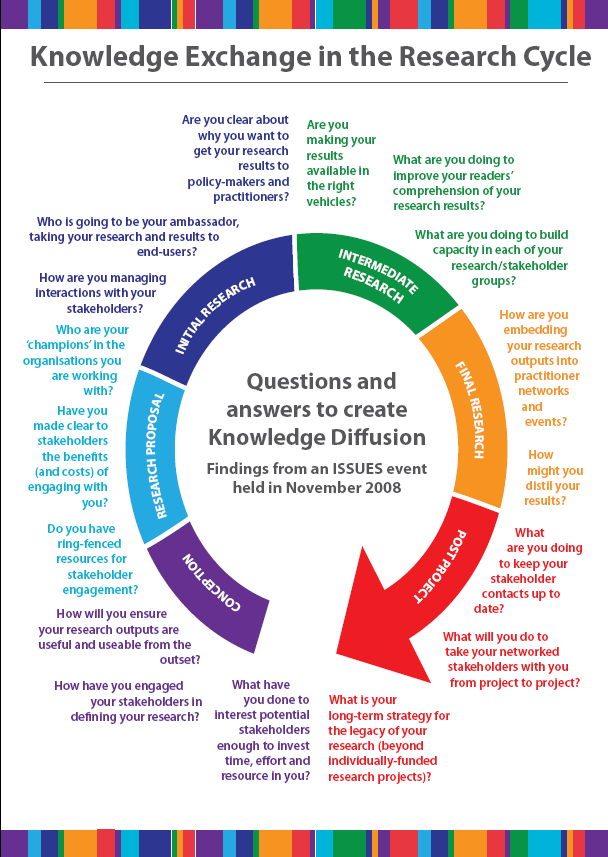 Knowledge Exchange in the Research Cycle
Are you clear about
why you want to
get your research
results to
policy-makers and
practitioners?
Are you
making your
results
available in
the right
vehicles?
What are you doing to
improve your readers’
comprehension of your
research results?
Who is going to be your ambassador,
taking your research and results to
end-users?
What are you doing to build
capacity in each of your
research/stakeholder
groups?
How are you managing
interactions with your
stakeholders?
How are you
embedding
your research
outputs into
practitioner
networks
and
events?
Who are your
‘champions’ in the
organisations you
are working
with?
Have you
made clear to
stakeholders
the benefits
(and costs) of
engaging with
you?
How
might you
distil your
results?
Do you have
ring-fenced
resources for
stakeholder
engagement?
What
are you doing
to keep your
stakeholder
contacts up to
date?
How will you ensure
your research outputs are
useful and useable from the
outset?
What will you do to
take your networked
stakeholders with you
from project to project?
How have you engaged
your stakeholders in
defining your research?
What have
you done to
interest potential
stakeholders
enough to invest
time, effort and
resource in you?
What is your
long-term strategy for
the legacy of your
research (beyond
individually-funded
research projects)?
CONCEPTION
RESEARCH PROPOSAL
INITIAL RESEARCH
INTERMEDIATE
RESEARCH
FINAL RESEARCH
POST PROJECT
Questions and
answers to create
Knowledge Diffusion
Findings from an ISSUES event
held in November 2008